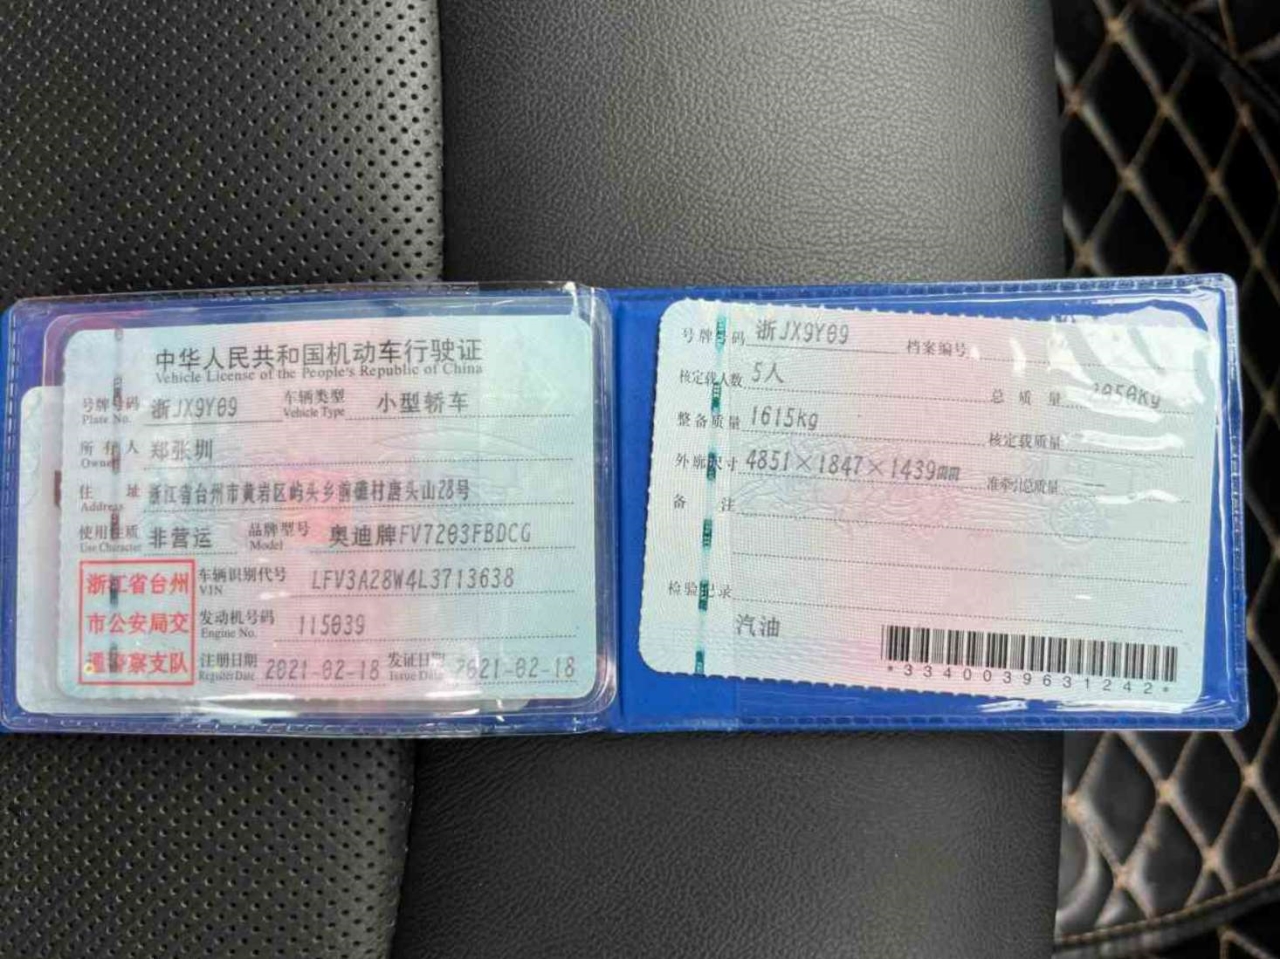 中华人民共和国机动车行驶证
Vehicle License of the People's Republic of China
号牌号码 浙JX9Y09 车辆类型 小型轿车
Plate No. Vehicle Type
所有人 郑张圳
Owner
住址 浙江省台州市黄岩区屿头乡前礁村唐头山28号
Address
使用性质 非营运 品牌型号 奥迪牌FV7203FBDCG
Use Character Model
浙江省台州
市公安局交
通警察支队
车辆识别代号 LFV3A28W4L3713638
VIN
发动机号码 115039
Engine No.
注册日期 2021-02-18 发证日期 2021-02-18
Register Date Issue Date
号牌号码 浙JX9Y09 档案编号
核定载人数 5人 总质量 2050kg
整备质量 1615kg 核定载质量
外廓尺寸 4851×1847×1439mm 准牵引总质量 —
备注
检验记录
汽油
*3340039631242*